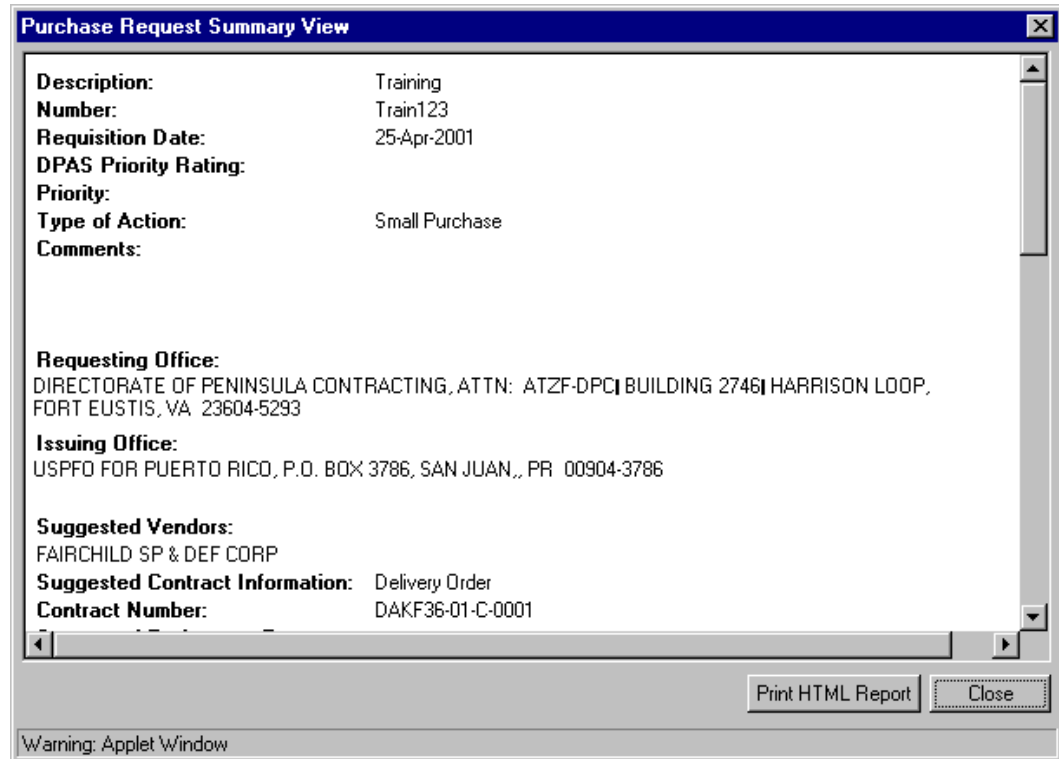 Purchase Request Summary View
Description: Training
Number: Train123
Requisition Date: 25-Apr-2001
DPAS Priority Rating:
Priority:
Type of Action: Small Purchase
Comments:
Requesting Office:
DIRECTORATE OF PENINSULA CONTRACTING, ATTN:  ATZF-DPC| BUILDING 2746| HARRISON LOOP,
FORT EUSTIS, VA  23604-5293
Issuing Office:
USPFO FOR PUERTO RICO, P.O. BOX 3786, SAN JUAN,, PR  00904-3786
Suggested Vendors:
FAIRCHILD SP & DEF CORP
Suggested Contract Information: Delivery Order
Contract Number: DAKF36-01-C-0001
Print HTML Report Close
Warning: Applet Window